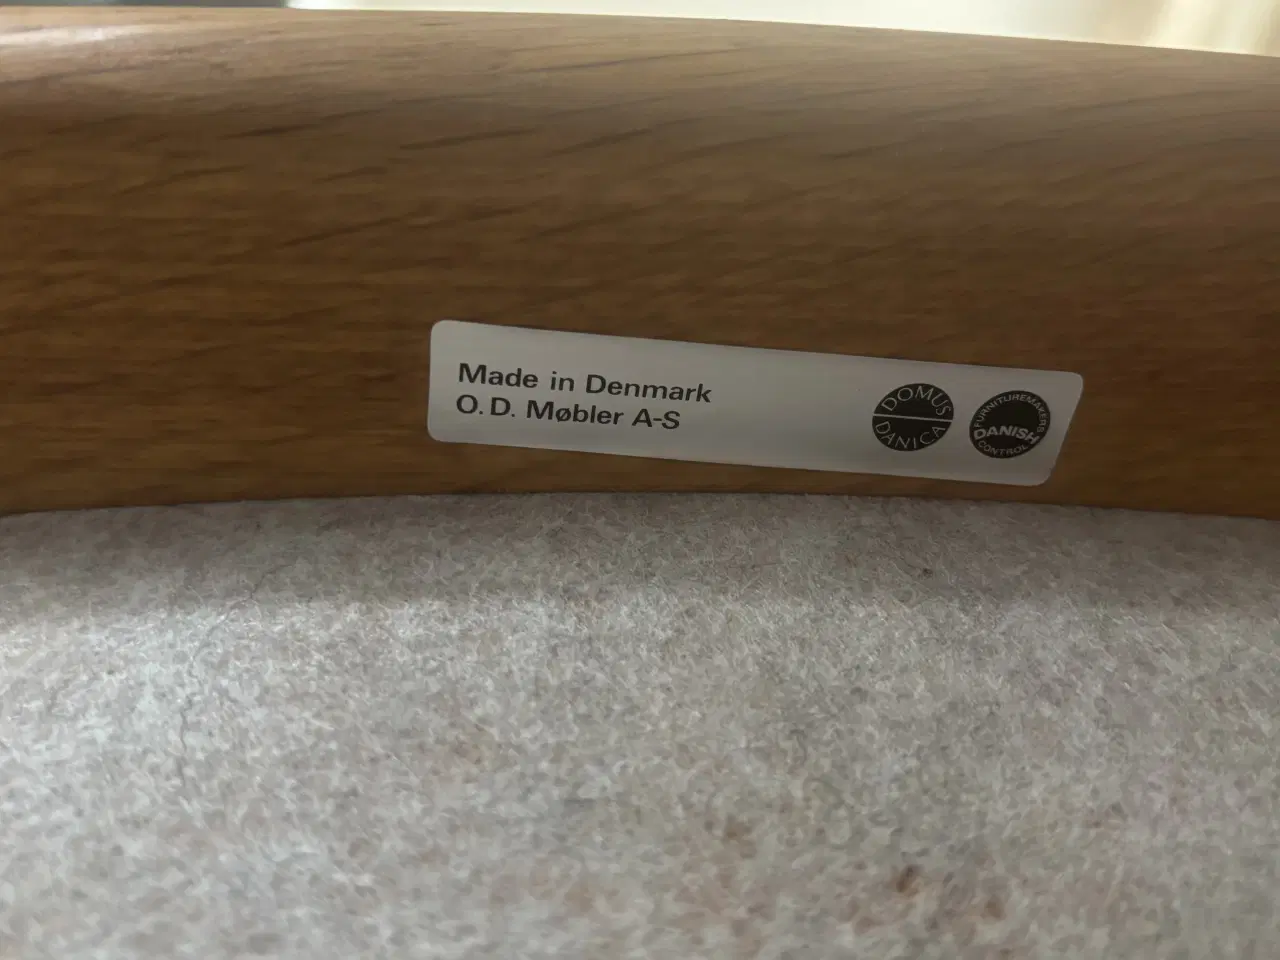 Made in Denmark
O.D. Møbler A-S
DOMUS
DANICA
FURNITUREMAKERS
DANISH
CONTROL